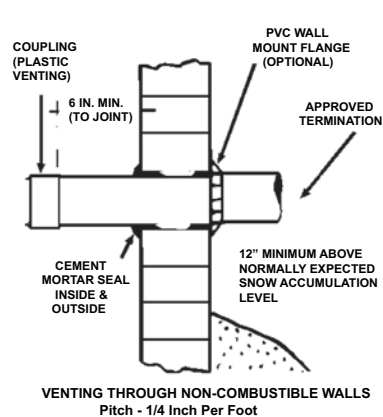 COUPLING
(PLASTIC
VENTING)
6 IN. MIN.
(TO JOINT)
PVC WALL
MOUNT FLANGE
(OPTIONAL)
APPROVED
TERMINATION
CEMENT
MORTAR SEAL
INSIDE &
OUTSIDE
12” MINIMUM ABOVE
NORMALLY EXPECTED
SNOW ACCUMULATION
LEVEL
VENTING THROUGH NON-COMBUSTIBLE WALLS
Pitch - 1/4 Inch Per Foot